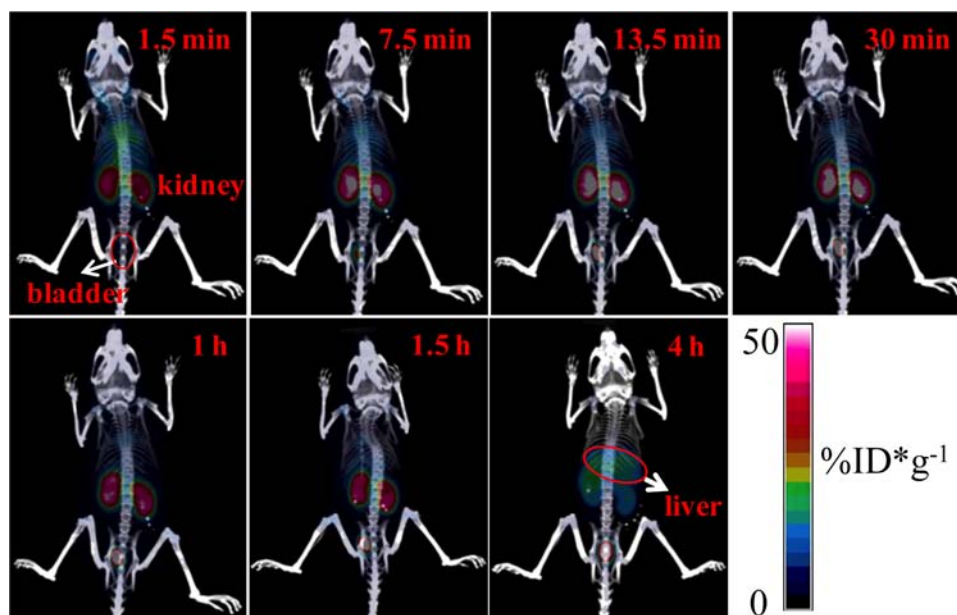 1.5 min
7.5 min
13.5 min
30 min
kidney
bladder
1 h
1.5 h
4 h
liver
50
%ID*g⁻¹
0